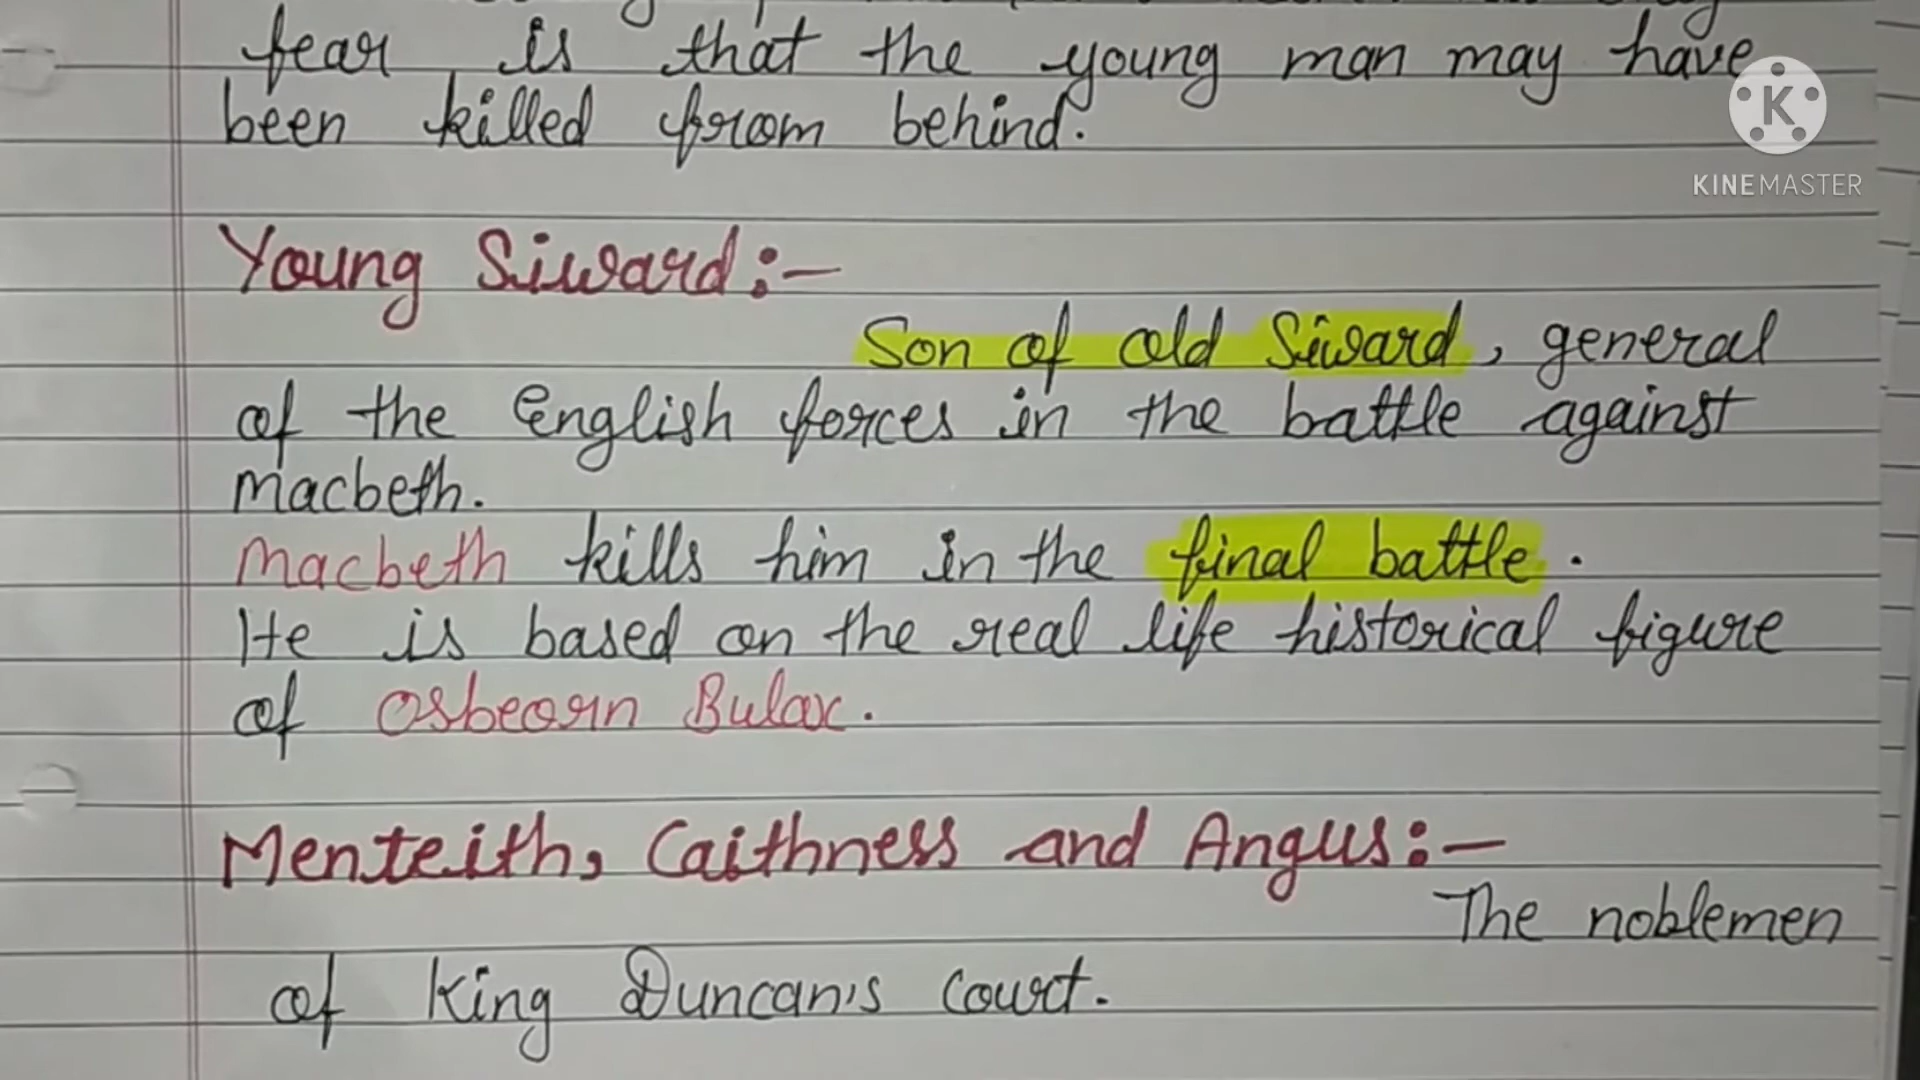 fear is that the young man may have
been killed from behind.
KINEMASTER
Young Siward:-
Son of old Siward, general
of the English forces in the battle against
Macbeth.
Macbeth kills him in the final battle.
He is based on the real life historical figure
of Osbeorn Bulax.
Menteith, Caithness and Angus:-
The noblemen
of King Duncan's court.